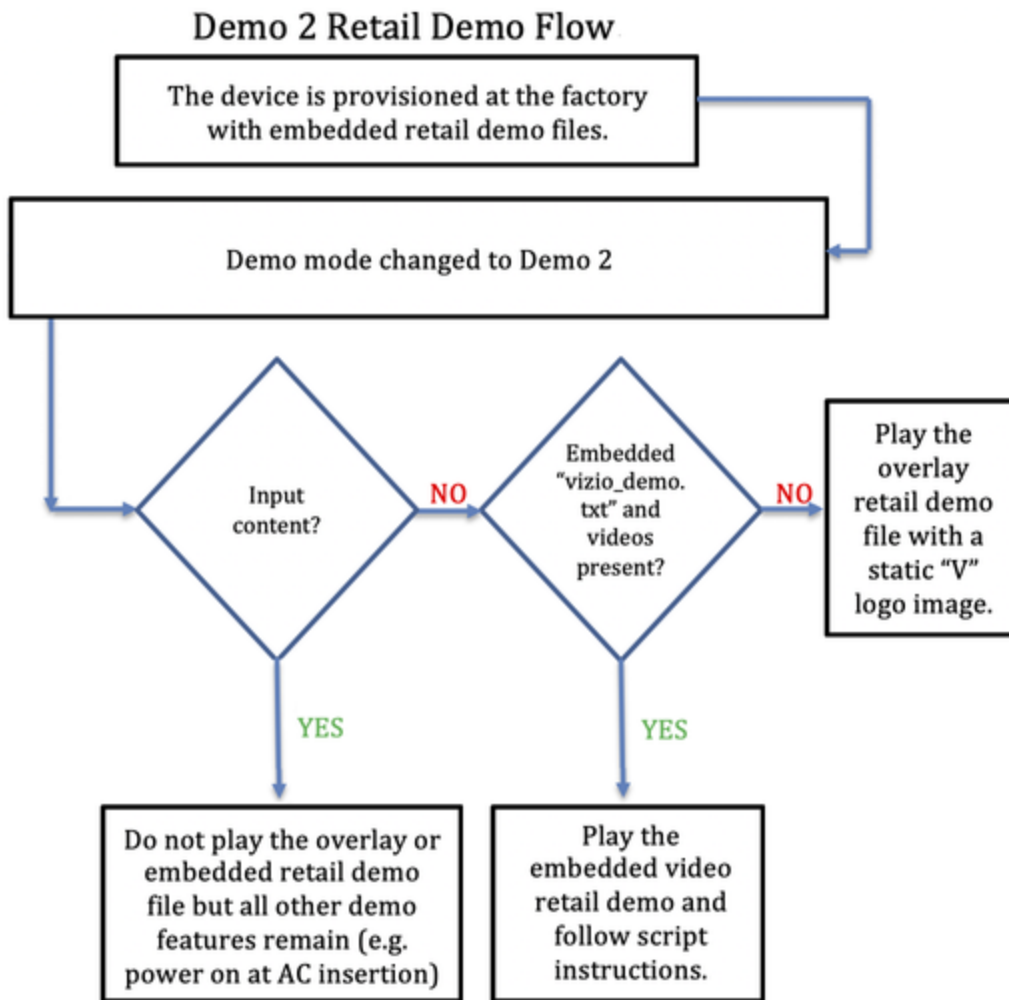 Demo 2 Retail Demo Flow
The device is provisioned at the factory
with embedded retail demo files.
Demo mode changed to Demo 2
Input
content?
NO
Embedded
“vizio_demo.
txt” and
videos
present?
NO
Play the
overlay
retail demo
file with a
static “V”
logo image.
YES
YES
Do not play the overlay or
embedded retail demo
file but all other demo
features remain (e.g.
power on at AC insertion)
Play the
embedded video
retail demo and
follow script
instructions.